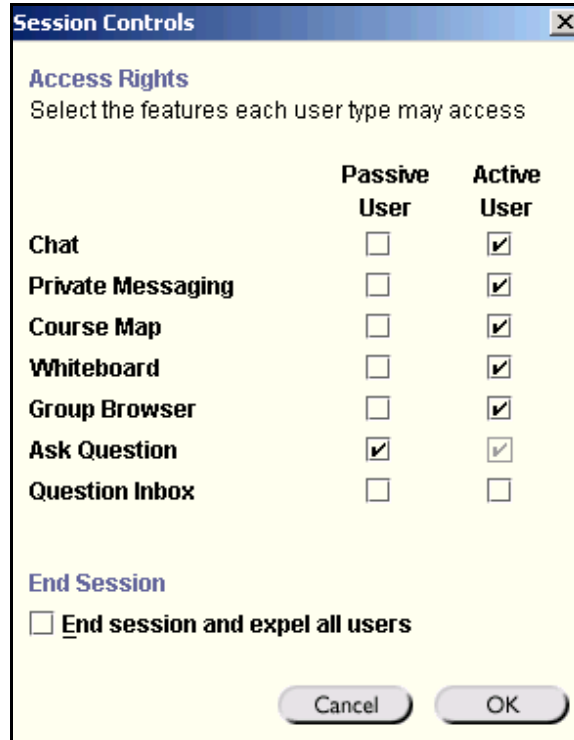 Session Controls
Access Rights
Select the features each user type may access
Passive Active
User User
Chat
Private Messaging
Course Map
Whiteboard
Group Browser
Ask Question
Question Inbox
End Session
End session and expel all users
Cancel OK